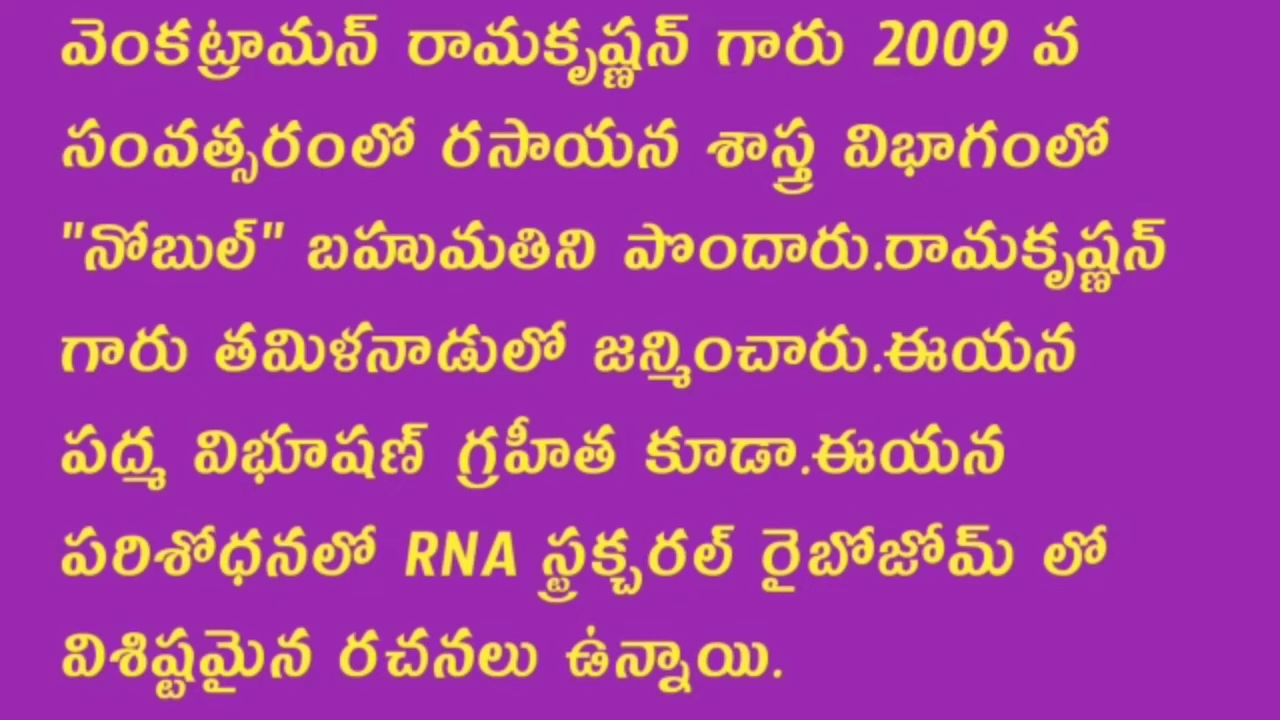 వెంకట్రామన్ రామకృష్ణన్ గారు 2009 వ
సంవత్సరంలో రసాయన శాస్త్ర విభాగంలో
"నోబుల్" బహుమతిని పొందారు.రామకృష్ణన్
గారు తమిళనాడులో జన్మించారు.ఈయన
పద్మ విభూషణ్ గ్రహీత కూడా.ఈయన
పరిశోధనలో RNA స్ట్రక్చరల్ రైబోజోమ్ లో
విశిష్టమైన రచనలు ఉన్నాయి.